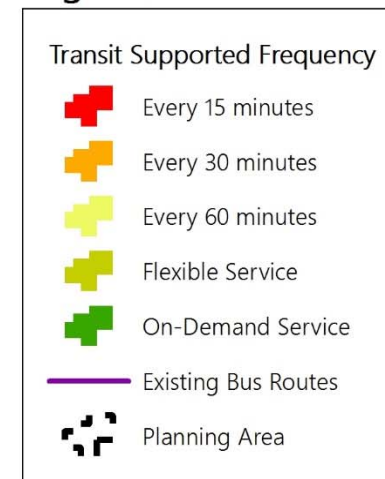 Transit Supported Frequency
Every 15 minutes
Every 30 minutes
Every 60 minutes
Flexible Service
On-Demand Service
Existing Bus Routes
Planning Area